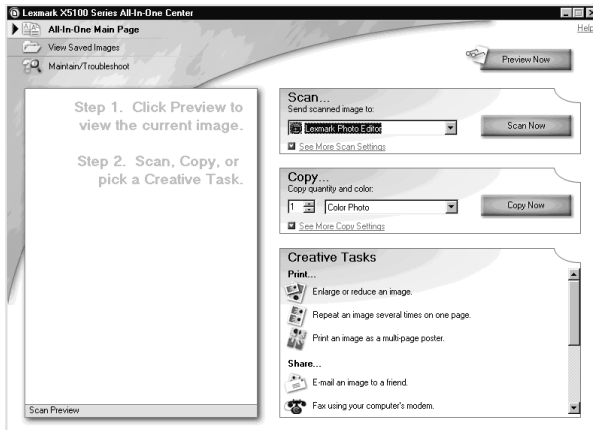 Lexmark X5100 Series All-In-One Center
All-In-One Main Page
Help
View Saved Images
Maintain/Troubleshoot
Preview Now
Step 1. Click Preview to
view the current image.
Step 2. Scan, Copy, or
pick a Creative Task.
Scan Preview
Scan...
Send scanned image to:
Lexmark Photo Editor
Scan Now
See More Scan Settings
Copy...
Copy quantity and color:
1 Color Photo
Copy Now
See More Copy Settings
Creative Tasks
Print...
Enlarge or reduce an image.
Repeat an image several times on one page.
Print an image as a multi-page poster.
Share...
E-mail an image to a friend.
Fax using your computer's modem.